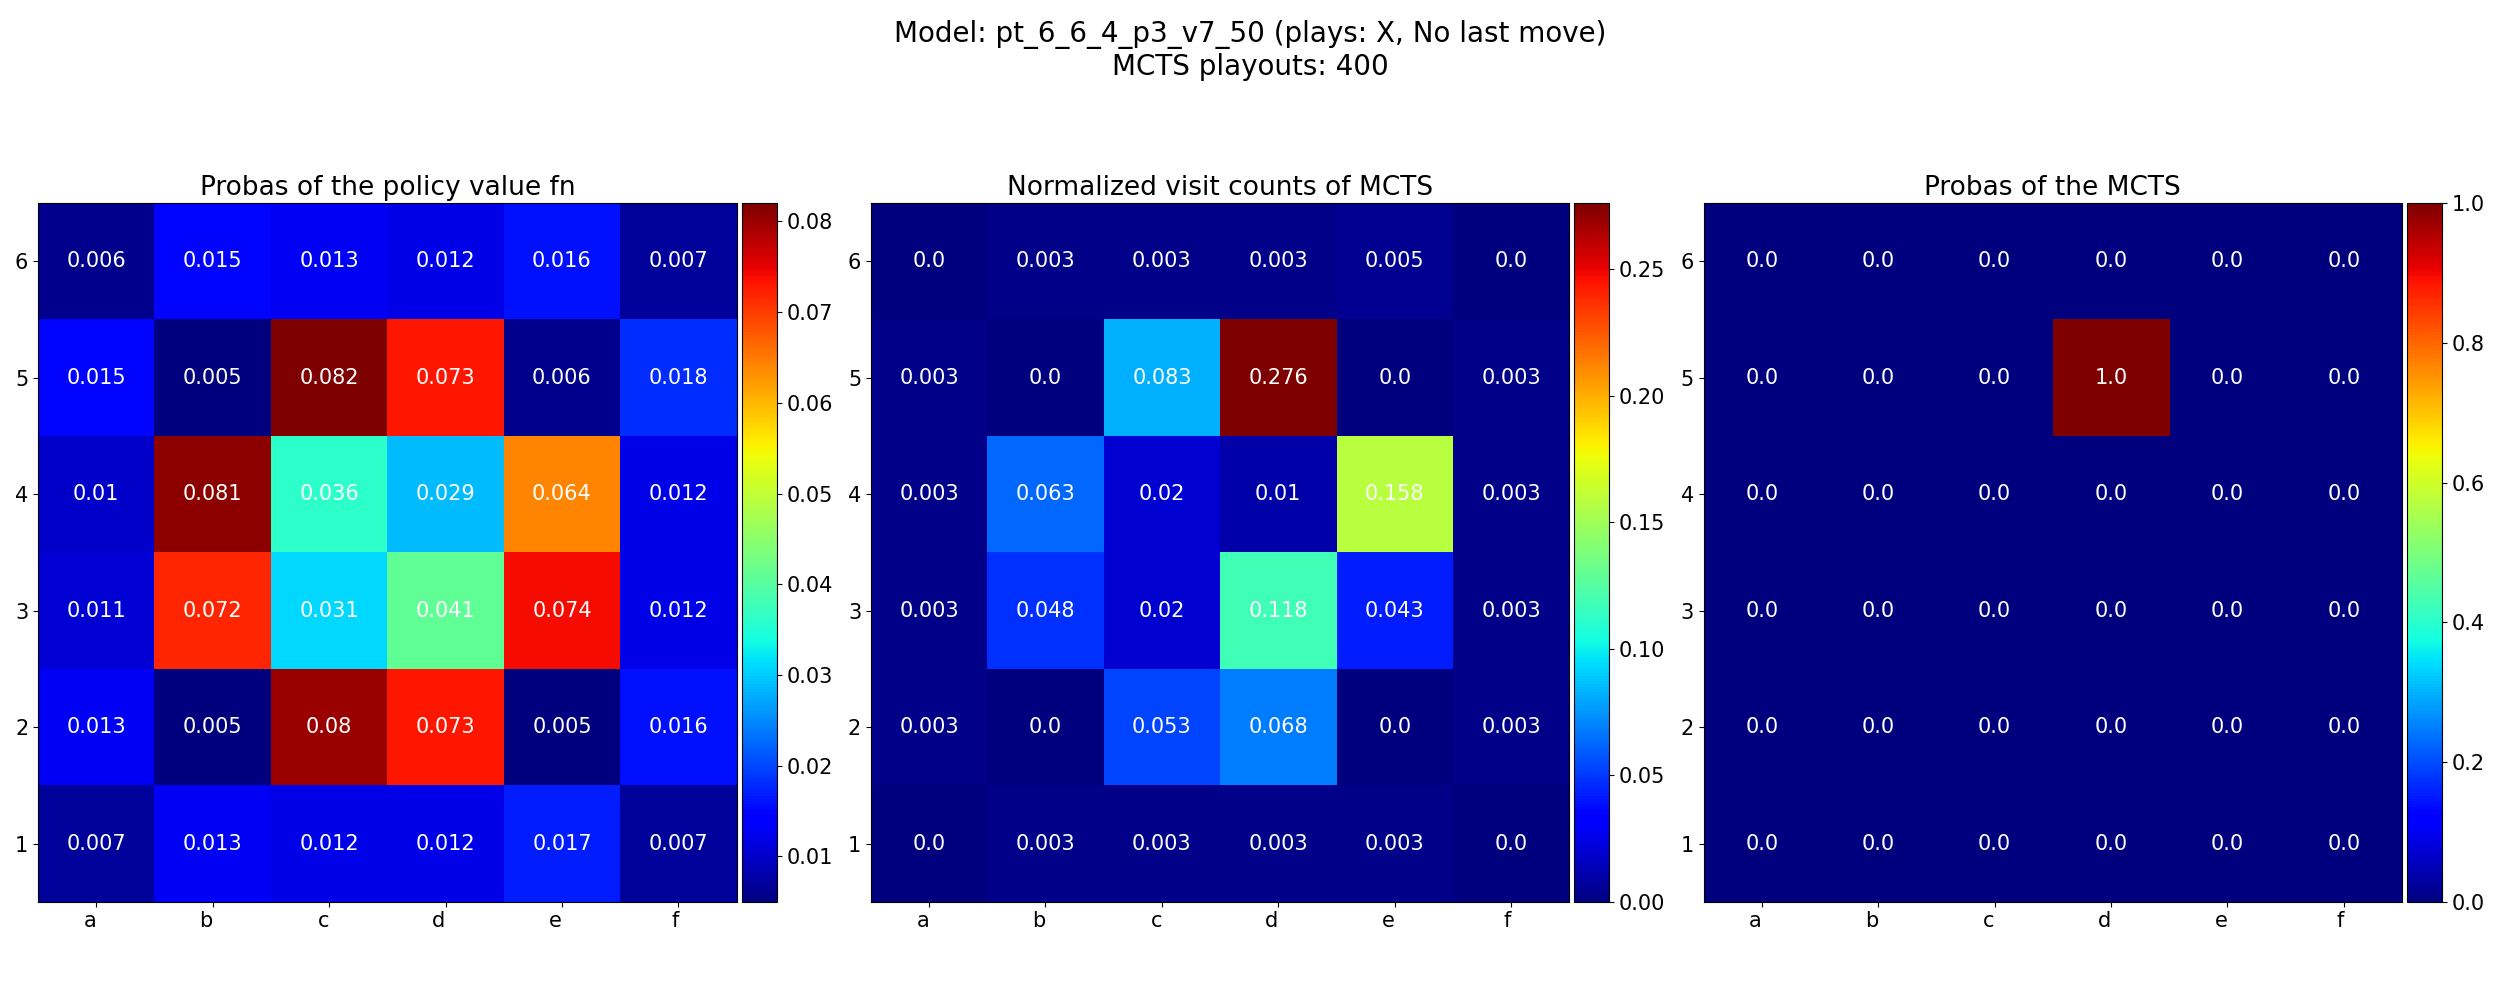 Model: pt_6_6_4_p3_v7_50 (plays: X, No last move)
MCTS playouts: 400
Probas of the policy value fn
6 0.006 0.015 0.013 0.012 0.016 0.007
5 0.015 0.005 0.082 0.073 0.006 0.018
4 0.01 0.081 0.036 0.029 0.064 0.012
3 0.011 0.072 0.031 0.041 0.074 0.012
2 0.013 0.005 0.08 0.073 0.005 0.016
1 0.007 0.013 0.012 0.012 0.017 0.007
a b c d e f
0.08
0.07
0.06
0.05
0.04
0.03
0.02
0.01
Normalized visit counts of MCTS
6 0.0 0.003 0.003 0.003 0.005 0.0
5 0.003 0.0 0.083 0.276 0.0 0.003
4 0.003 0.063 0.02 0.01 0.158 0.003
3 0.003 0.048 0.02 0.118 0.043 0.003
2 0.003 0.0 0.053 0.068 0.0 0.003
1 0.0 0.003 0.003 0.003 0.003 0.0
a b c d e f
0.25
0.20
0.15
0.10
0.05
0.00
Probas of the MCTS
6 0.0 0.0 0.0 0.0 0.0 0.0
5 0.0 0.0 0.0 1.0 0.0 0.0
4 0.0 0.0 0.0 0.0 0.0 0.0
3 0.0 0.0 0.0 0.0 0.0 0.0
2 0.0 0.0 0.0 0.0 0.0 0.0
1 0.0 0.0 0.0 0.0 0.0 0.0
a b c d e f
1.0
0.8
0.6
0.4
0.2
0.0